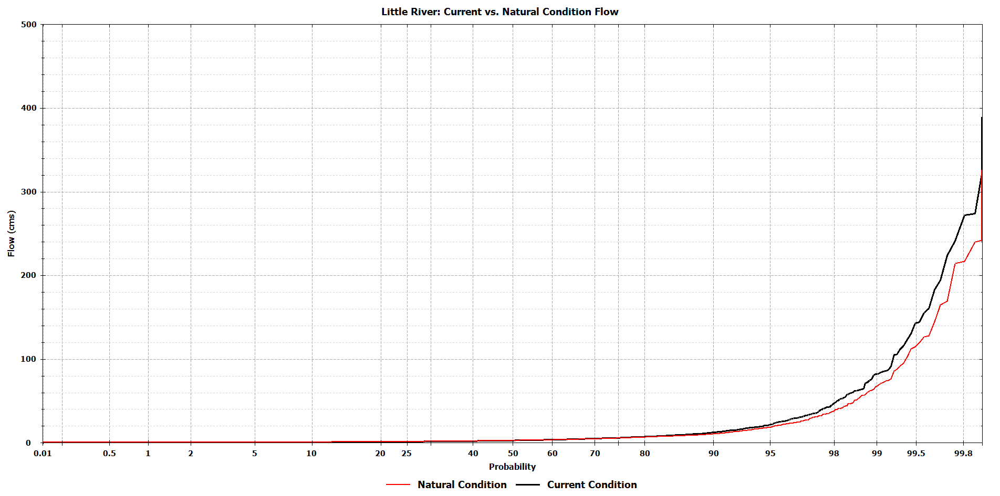 Little River: Current vs. Natural Condition Flow
500
400
300
200
100
0
Flow (cms)
0.01 0.5 1 2 5 10 20 25 40 50 60 70 80 90 95 98 99 99.5 99.8
Probability
Natural Condition Current Condition